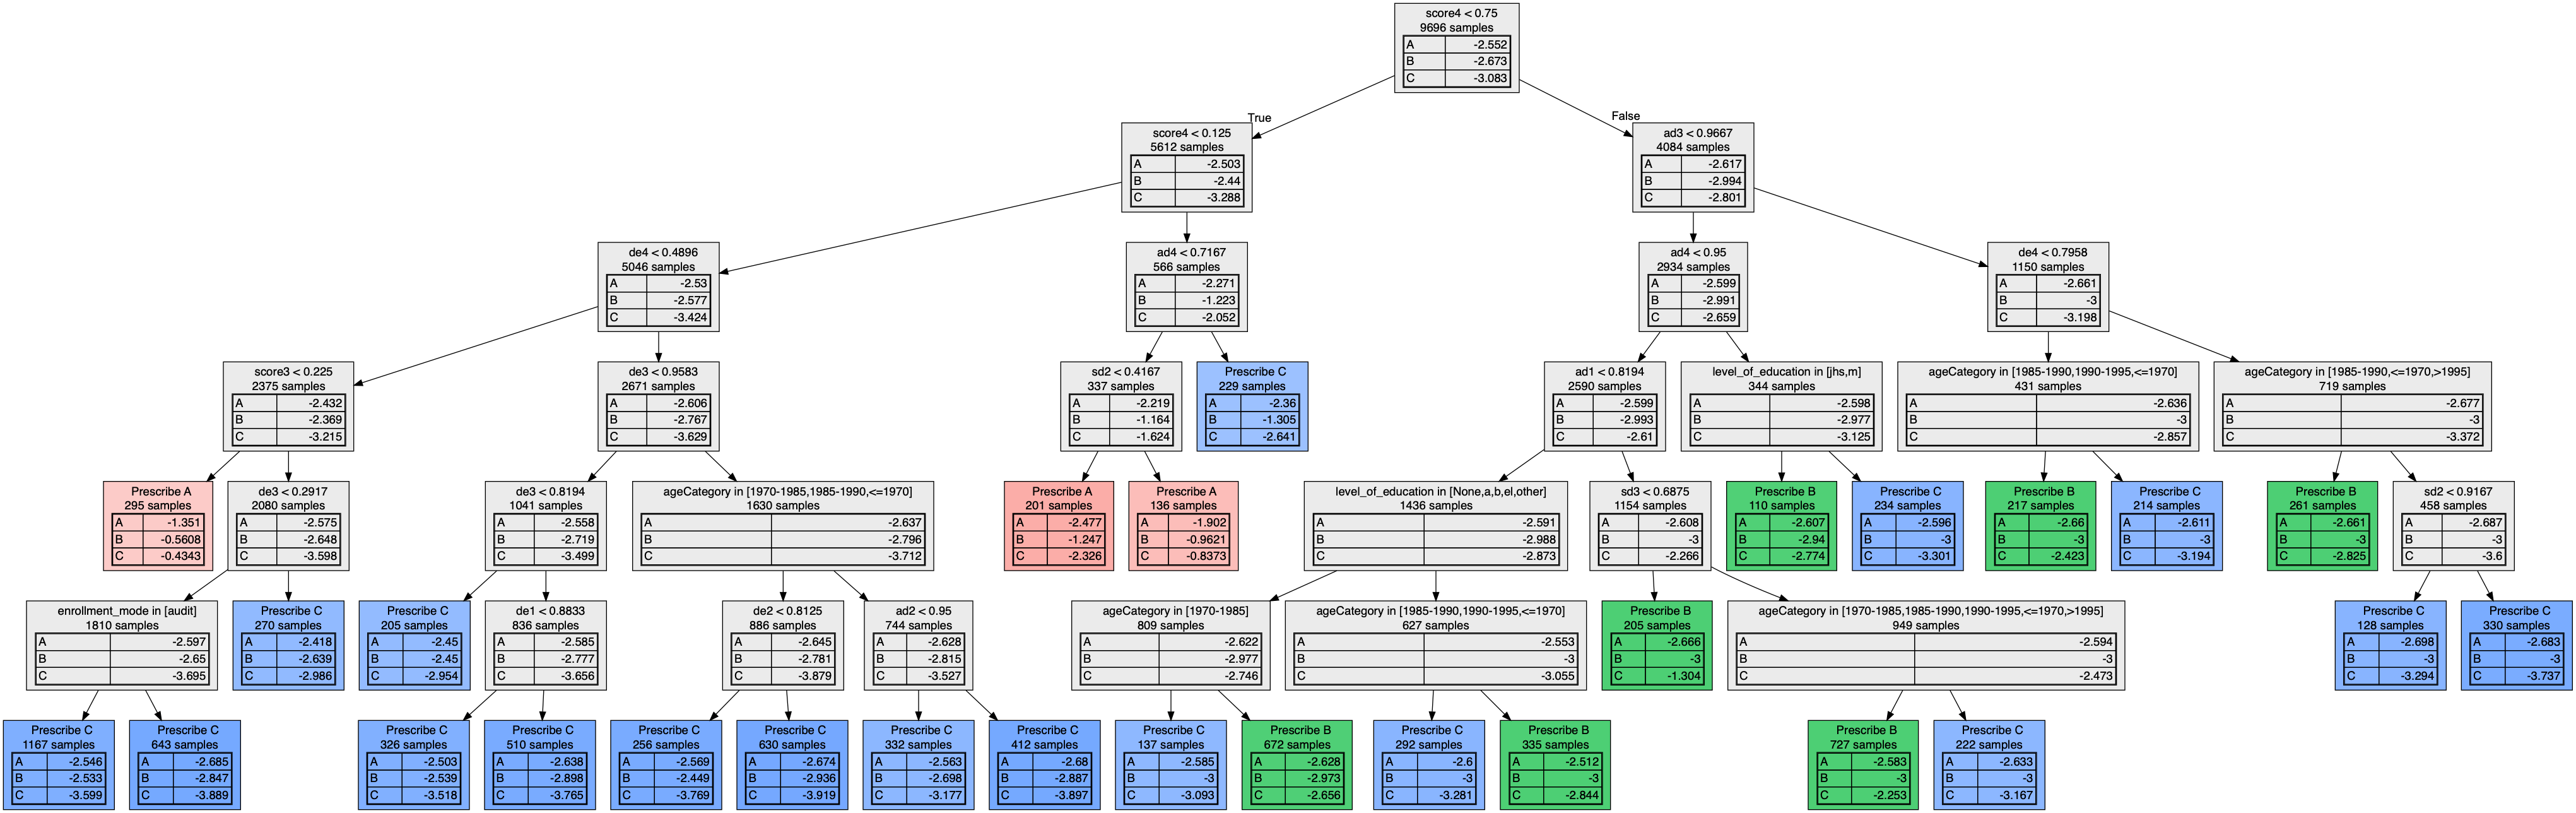 score4 < 0.75
9696 samples
A -2.552
B -2.673
C -3.083
True
False
score4 < 0.125
5612 samples
A -2.503
B -2.44
C -3.288
ad3 < 0.9667
4084 samples
A -2.617
B -2.994
C -2.801
de4 < 0.4896
5046 samples
A -2.53
B -2.577
C -3.424
ad4 < 0.7167
566 samples
A -2.271
B -1.223
C -2.052
ad4 < 0.95
2934 samples
A -2.599
B -2.991
C -2.659
de4 < 0.7958
1150 samples
A -2.661
B -3
C -3.198
score3 < 0.225
2375 samples
A -2.432
B -2.369
C -3.215
de3 < 0.9583
2671 samples
A -2.606
B -2.767
C -3.629
sd2 < 0.4167
337 samples
A -2.219
B -1.164
C -1.624
Prescribe C
229 samples
A -2.36
B -1.305
C -2.641
ad1 < 0.8194
2590 samples
A -2.599
B -2.993
C -2.61
level_of_education in [jhs,m]
344 samples
A -2.598
B -2.977
C -3.125
ageCategory in [1985-1990,1990-1995,<=1970]
431 samples
A -2.636
B -3
C -2.857
ageCategory in [1985-1990,<=1970,>1995]
719 samples
A -2.677
B -3
C -3.372
Prescribe A
295 samples
A -1.351
B -0.5608
C -0.4343
de3 < 0.2917
2080 samples
A -2.575
B -2.648
C -3.598
de3 < 0.8194
1041 samples
A -2.558
B -2.719
C -3.499
ageCategory in [1970-1985,1985-1990,<=1970]
1630 samples
A -2.637
B -2.796
C -3.712
Prescribe A
201 samples
A -2.477
B -1.247
C -2.326
Prescribe A
136 samples
A -1.902
B -0.9621
C -0.8373
level_of_education in [None,a,b,el,other]
1436 samples
A -2.591
B -2.988
C -2.873
sd3 < 0.6875
1154 samples
A -2.608
B -3
C -2.266
Prescribe B
110 samples
A -2.607
B -2.94
C -2.774
Prescribe C
234 samples
A -2.596
B -3
C -3.301
Prescribe B
217 samples
A -2.66
B -3
C -2.423
Prescribe C
214 samples
A -2.611
B -3
C -3.194
Prescribe B
261 samples
A -2.661
B -3
C -2.825
sd2 < 0.9167
458 samples
A -2.687
B -3
C -3.6
enrollment_mode in [audit]
1810 samples
A -2.597
B -2.65
C -3.695
Prescribe C
270 samples
A -2.418
B -2.639
C -2.986
Prescribe C
205 samples
A -2.45
B -2.45
C -2.954
de1 < 0.8833
836 samples
A -2.585
B -2.777
C -3.656
de2 < 0.8125
886 samples
A -2.645
B -2.781
C -3.879
ad2 < 0.95
744 samples
A -2.628
B -2.815
C -3.527
ageCategory in [1970-1985]
809 samples
A -2.622
B -2.977
C -2.746
ageCategory in [1985-1990,1990-1995,<=1970]
627 samples
A -2.553
B -3
C -3.055
Prescribe B
205 samples
A -2.666
B -3
C -1.304
ageCategory in [1970-1985,1985-1990,1990-1995,<=1970,>1995]
949 samples
A -2.594
B -3
C -2.473
Prescribe C
128 samples
A -2.698
B -3
C -3.294
Prescribe C
330 samples
A -2.683
B -3
C -3.737
Prescribe C
1167 samples
A -2.546
B -2.533
C -3.599
Prescribe C
643 samples
A -2.685
B -2.847
C -3.889
Prescribe C
326 samples
A -2.503
B -2.539
C -3.518
Prescribe C
510 samples
A -2.638
B -2.898
C -3.765
Prescribe C
256 samples
A -2.569
B -2.449
C -3.769
Prescribe C
630 samples
A -2.674
B -2.936
C -3.919
Prescribe C
332 samples
A -2.563
B -2.698
C -3.177
Prescribe C
412 samples
A -2.68
B -2.887
C -3.897
Prescribe C
137 samples
A -2.585
B -3
C -3.093
Prescribe B
672 samples
A -2.628
B -2.973
C -2.656
Prescribe C
292 samples
A -2.6
B -3
C -3.281
Prescribe B
335 samples
A -2.512
B -3
C -2.844
Prescribe B
727 samples
A -2.583
B -3
C -2.253
Prescribe C
222 samples
A -2.633
B -3
C -3.167